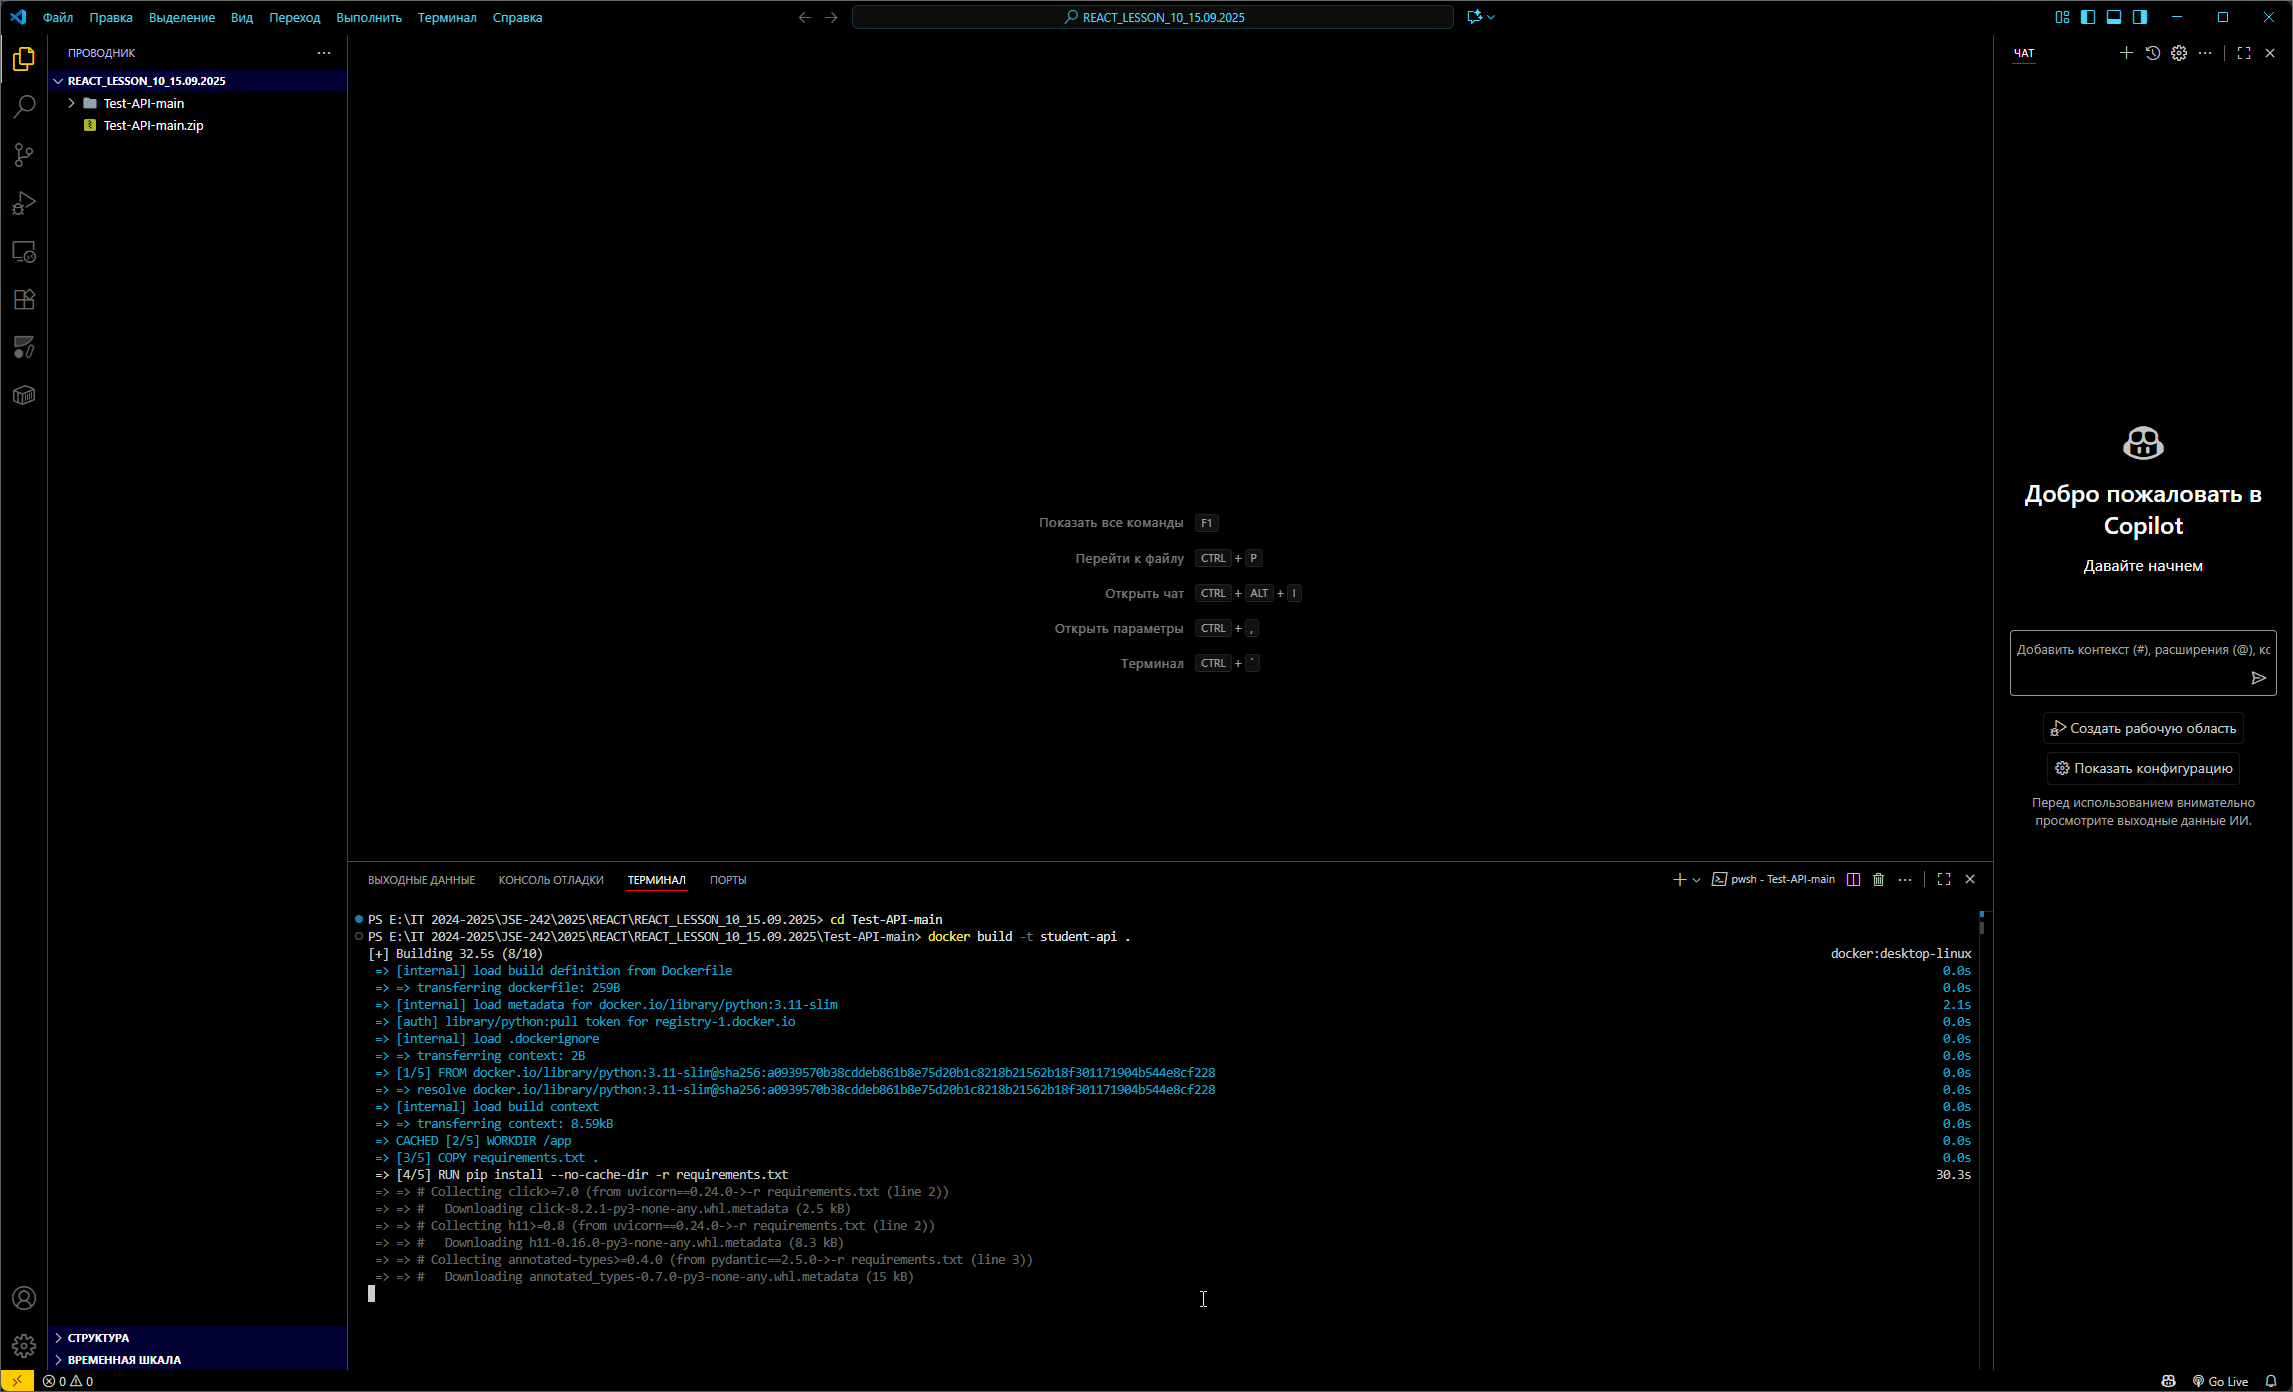 Файл Правка Выделение Вид Переход Выполнить Терминал Справка
REACT_LESSON_10_15.09.2025
ПРОВОДНИК
REACT_LESSON_10_15.09.2025
Test-API-main
Test-API-main.zip
Показать все команды F1
Перейти к файлу CTRL + P
Открыть чат CTRL + ALT + I
Открыть параметры CTRL + ,
Терминал CTRL + `
ЧАТ
Добро пожаловать в
Copilot
Давайте начнем
Добавить контекст (#), расширения (@), кс
Создать рабочую область
Показать конфигурацию
Перед использованием внимательно
просмотрите выходные данные ИИ.
ВЫХОДНЫЕ ДАННЫЕ КОНСОЛЬ ОТЛАДКИ ТЕРМИНАЛ ПОРТЫ
pwsh - Test-API-main
PS E:\IT 2024-2025\JSE-242\2025\REACT\REACT_LESSON_10_15.09.2025> cd Test-API-main
PS E:\IT 2024-2025\JSE-242\2025\REACT\REACT_LESSON_10_15.09.2025\Test-API-main> docker build -t student-api .
[+] Building 32.5s (8/10) docker:desktop-linux
=> [internal] load build definition from Dockerfile 0.0s
=> => transferring dockerfile: 259B 0.0s
=> [internal] load metadata for docker.io/library/python:3.11-slim 2.1s
=> [auth] library/python:pull token for registry-1.docker.io 0.0s
=> [internal] load .dockerignore 0.0s
=> => transferring context: 2B 0.0s
=> [1/5] FROM docker.io/library/python:3.11-slim@sha256:a0939570b38cddeb861b8e75d20b1c8218b21562b18f301171904b544e8cf228 0.0s
=> => resolve docker.io/library/python:3.11-slim@sha256:a0939570b38cddeb861b8e75d20b1c8218b21562b18f301171904b544e8cf228 0.0s
=> [internal] load build context 0.0s
=> => transferring context: 8.59kB 0.0s
=> CACHED [2/5] WORKDIR /app 0.0s
=> [3/5] COPY requirements.txt . 0.0s
=> [4/5] RUN pip install --no-cache-dir -r requirements.txt 30.3s
=> => # Collecting click>=7.0 (from uvicorn==0.24.0->-r requirements.txt (line 2))
=> => #   Downloading click-8.2.1-py3-none-any.whl.metadata (2.5 kB)
=> => # Collecting h11>=0.8 (from uvicorn==0.24.0->-r requirements.txt (line 2))
=> => #   Downloading h11-0.16.0-py3-none-any.whl.metadata (8.3 kB)
=> => # Collecting annotated-types>=0.4.0 (from pydantic==2.5.0->-r requirements.txt (line 3))
=> => #   Downloading annotated_types-0.7.0-py3-none-any.whl.metadata (15 kB)
СТРУКТУРА
ВРЕМЕННАЯ ШКАЛА
0 0
Go Live